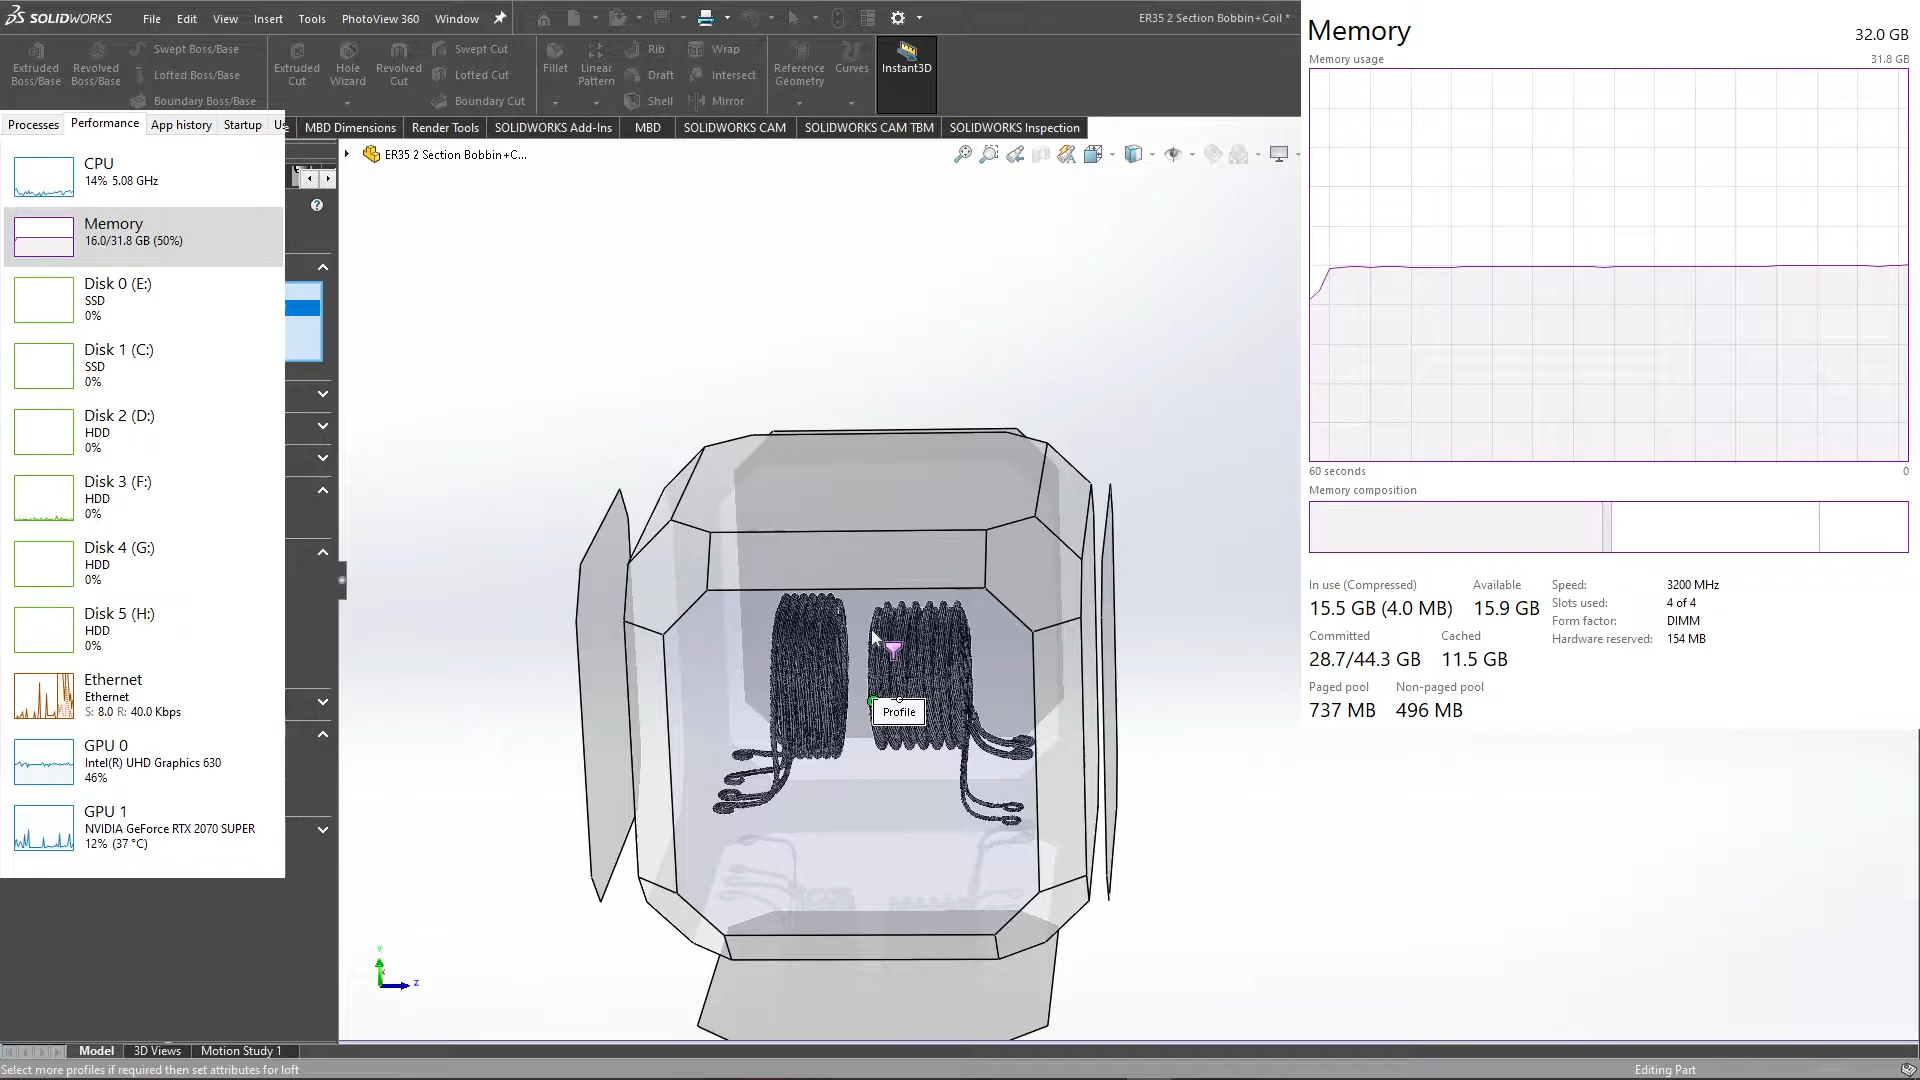 SOLIDWORKS
File Edit View Insert Tools PhotoView 360 Window
ER35 2 Section Bobbin+Coil *
Extruded Boss/Base
Revolved Boss/Base
Swept Boss/Base
Lofted Boss/Base
Boundary Boss/Base
Extruded Cut
Hole Wizard
Revolved Cut
Swept Cut
Lofted Cut
Boundary Cut
Fillet
Linear Pattern
Rib
Draft
Shell
Wrap
Intersect
Mirror
Reference Geometry
Curves
Instant3D
Processes Performance App history Startup
MBD Dimensions Render Tools SOLIDWORKS Add-Ins MBD SOLIDWORKS CAM SOLIDWORKS CAM TBM SOLIDWORKS Inspection
ER35 2 Section Bobbin+C...
CPU
14% 5.08 GHz
Memory
16.0/31.8 GB (50%)
Disk 0 (E:)
SSD
0%
Disk 1 (C:)
SSD
0%
Disk 2 (D:)
HDD
0%
Disk 3 (F:)
HDD
0%
Disk 4 (G:)
HDD
0%
Disk 5 (H:)
HDD
0%
Ethernet
Ethernet
S: 8.0 R: 40.0 Kbps
GPU 0
Intel(R) UHD Graphics 630
46%
GPU 1
NVIDIA GeForce RTX 2070 SUPER
12% (37 °C)
Profile
Y
Z
Memory
32.0 GB
Memory usage
31.8 GB
60 seconds
0
Memory composition
In use (Compressed)
15.5 GB (4.0 MB)
Available
15.9 GB
Committed
28.7/44.3 GB
Cached
11.5 GB
Paged pool
737 MB
Non-paged pool
496 MB
Speed: 3200 MHz
Slots used: 4 of 4
Form factor: DIMM
Hardware reserved: 154 MB
Model 3D Views Motion Study 1
Select more profiles if required then set attributes for loft
Editing Part